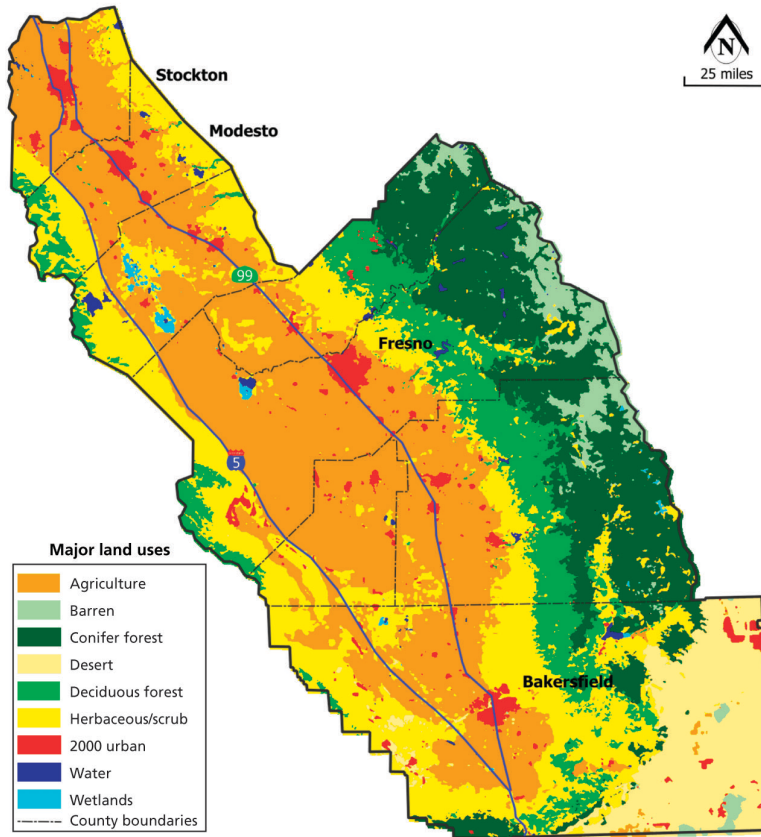 N
25 miles
Stockton
Modesto
99
Fresno
5
Bakersfield
Major land uses
Agriculture
Barren
Conifer forest
Desert
Deciduous forest
Herbaceous/scrub
2000 urban
Water
Wetlands
County boundaries